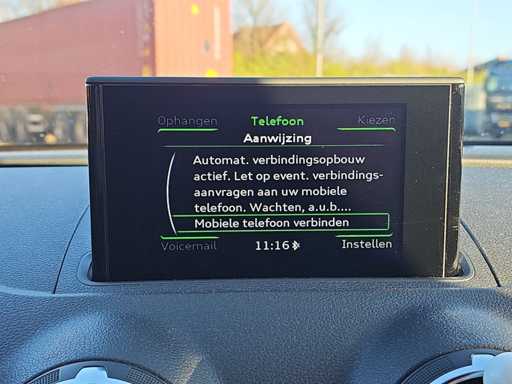 Ophangen Telefoon Kiezen
Aanwijzing
Automat. verbindingsopbouw
actief. Let op event. verbindings-
aanvragen aan uw mobiele
telefoon. Wachten, a.u.b....
Mobiele telefoon verbinden
Voicemail 11:16 Instellen